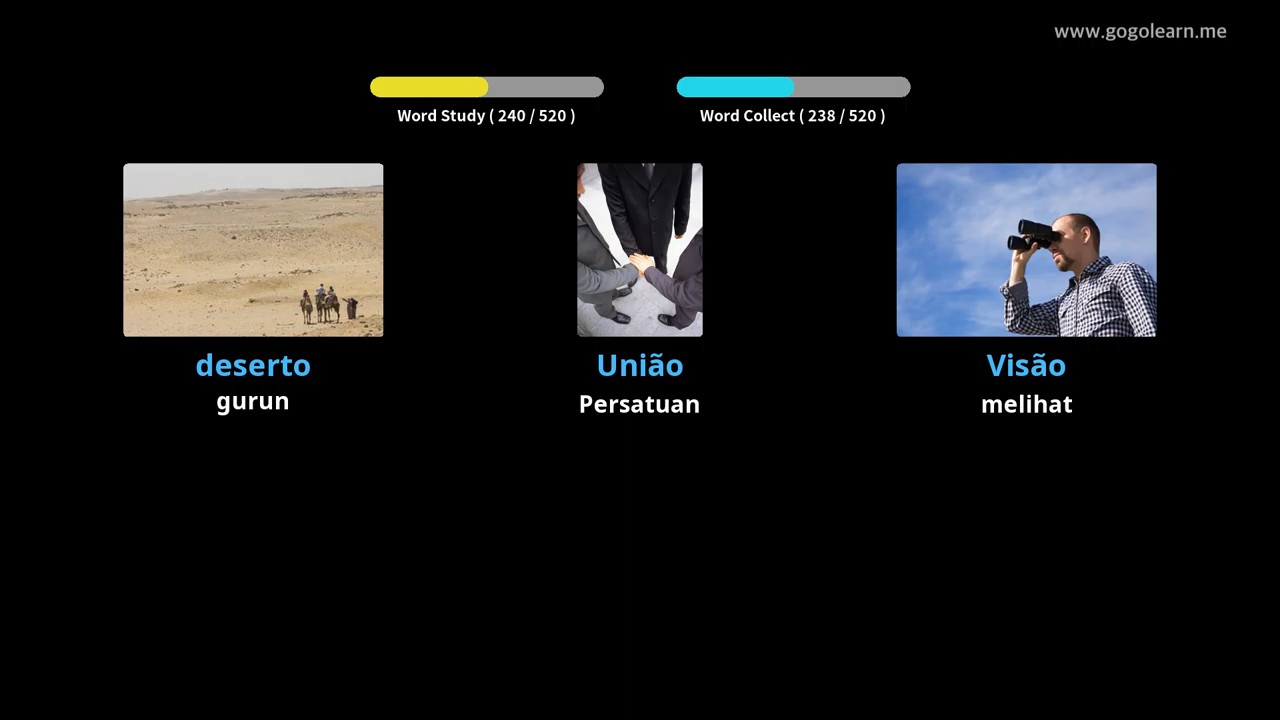 www.gogolearn.me
Word Study ( 240 / 520 )
Word Collect ( 238 / 520 )
deserto
gurun
União
Persatuan
Visão
melihat